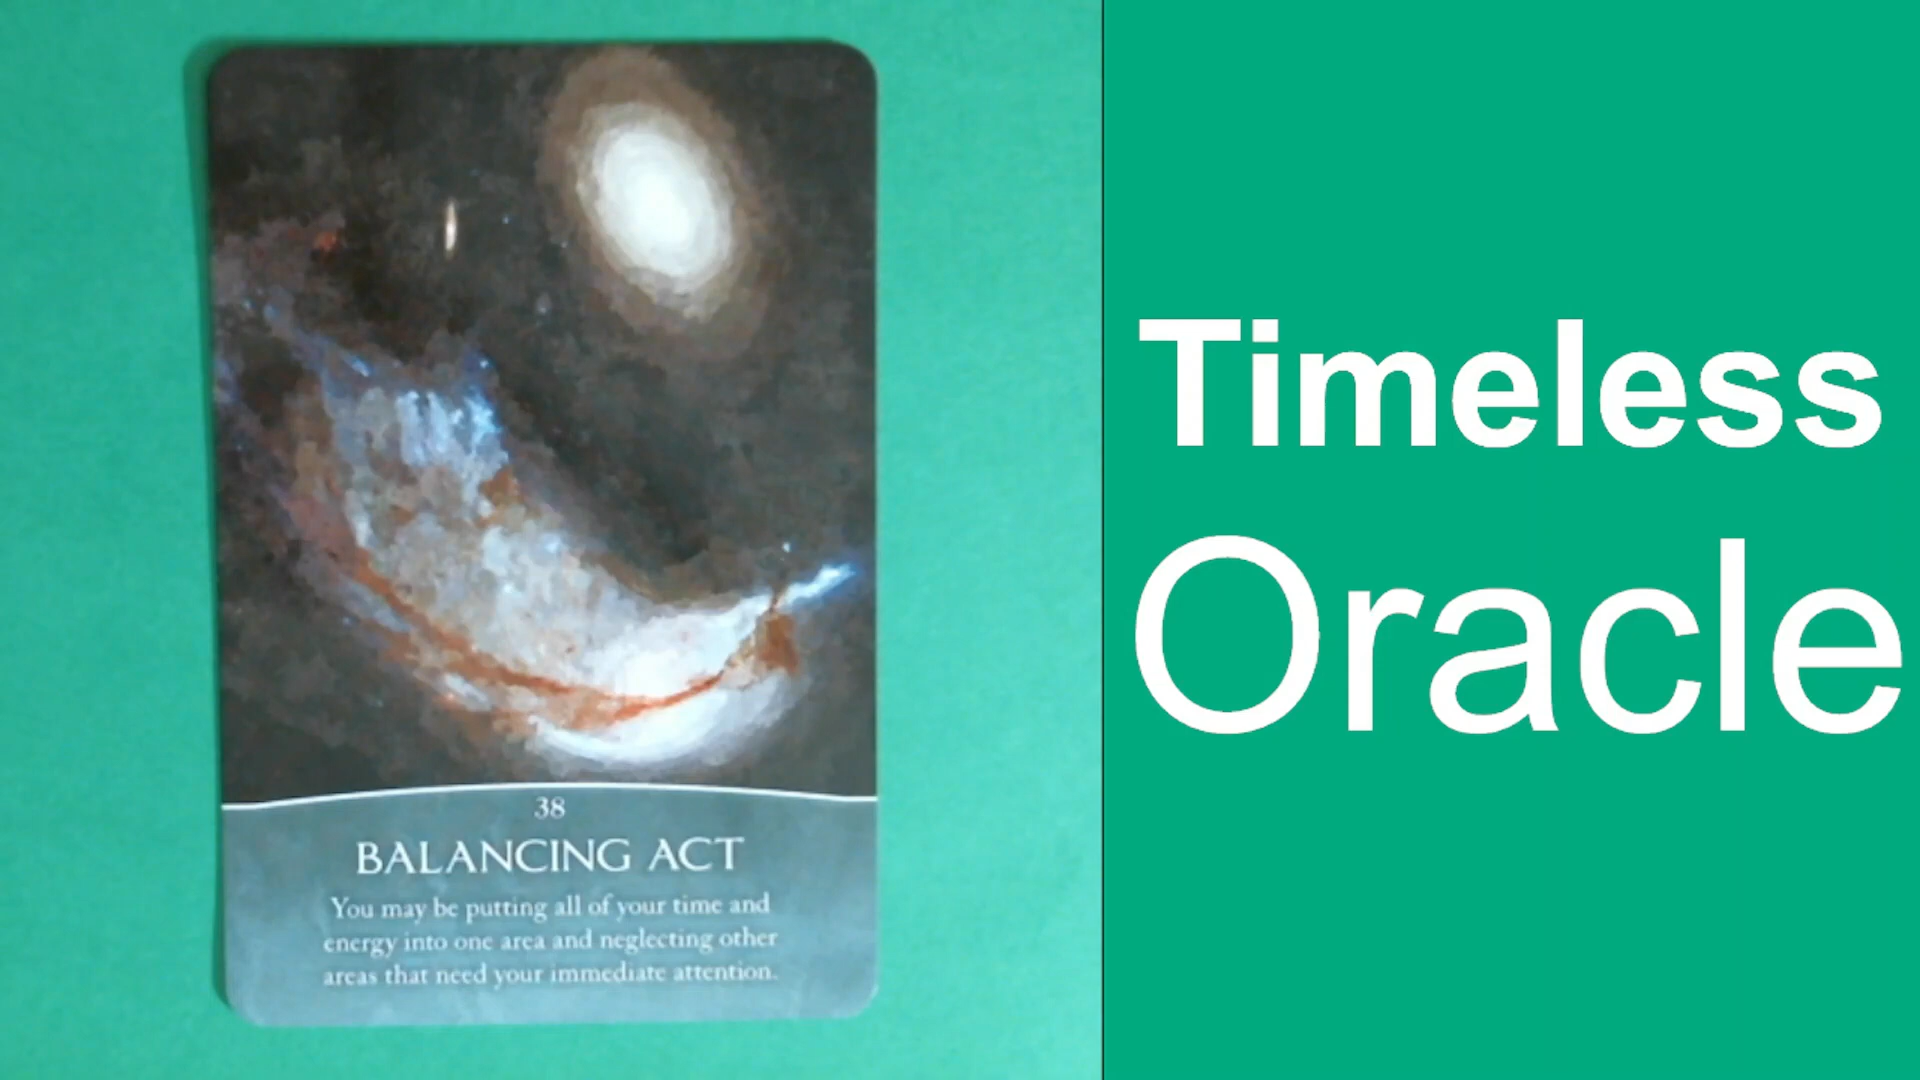 38
BALANCING ACT
You may be putting all of your time and
energy into one area and neglecting other
areas that need your immediate attention.
Timeless
Oracle